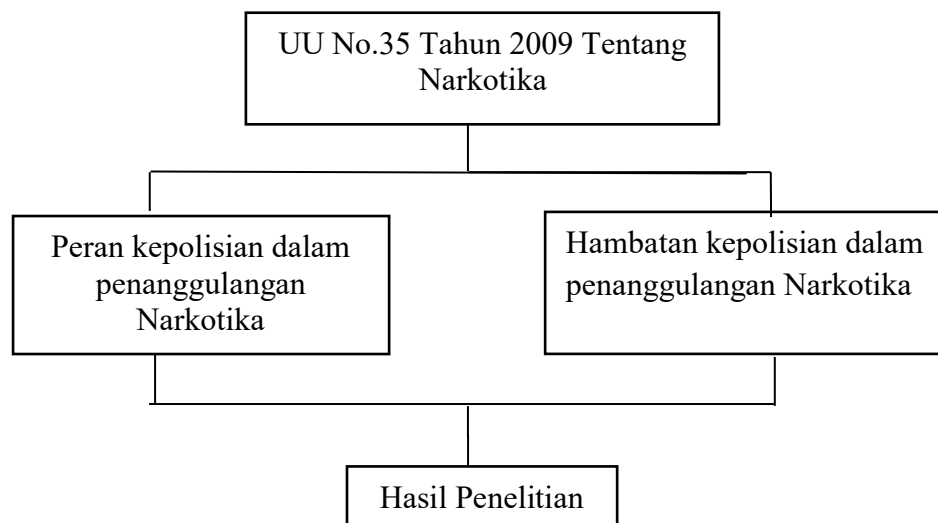 UU No.35 Tahun 2009 Tentang
Narkotika
Peran kepolisian dalam
penanggulangan
Narkotika
Hambatan kepolisian dalam
penanggulangan Narkotika
Hasil Penelitian